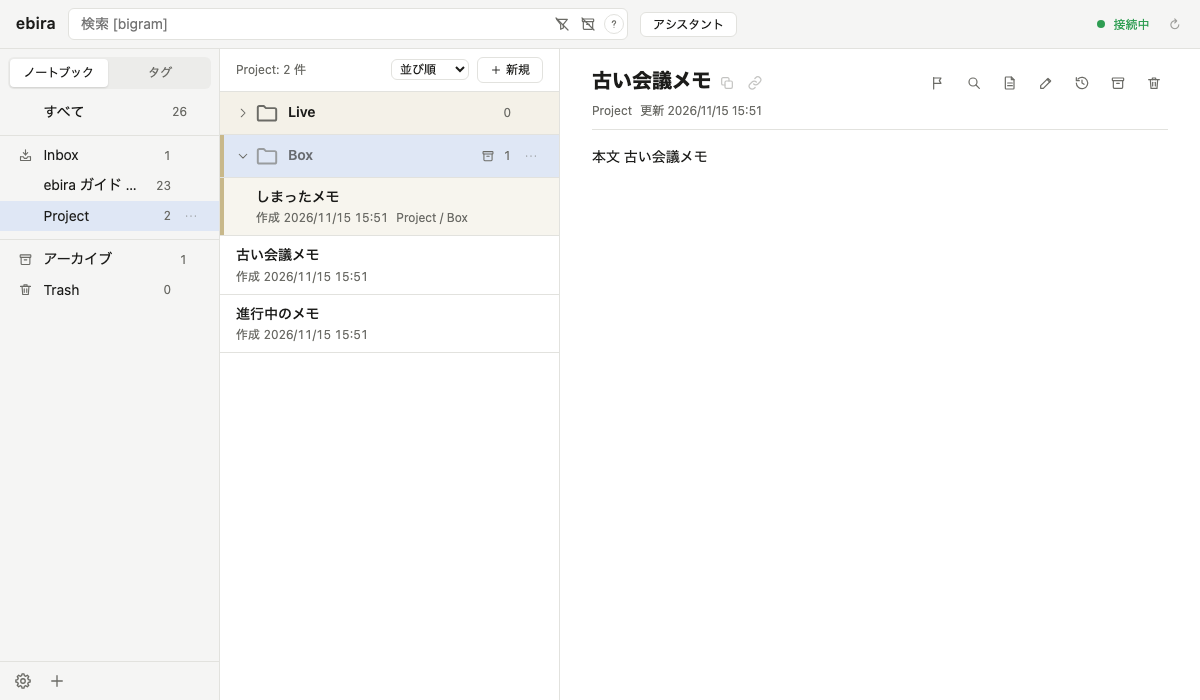 ebira
検索 [bigram]
?
アシスタント
接続中
ノートブック
タグ
すべて 26
Inbox 1
ebira ガイド ... 23
Project 2 ...
アーカイブ 1
Trash 0
Project: 2 件
並び順
+ 新規
Live 0
Box 1 ...
しまったメモ
作成 2026/11/15 15:51 Project / Box
古い会議メモ
作成 2026/11/15 15:51
進行中のメモ
作成 2026/11/15 15:51
古い会議メモ
Project 更新 2026/11/15 15:51
本文 古い会議メモ